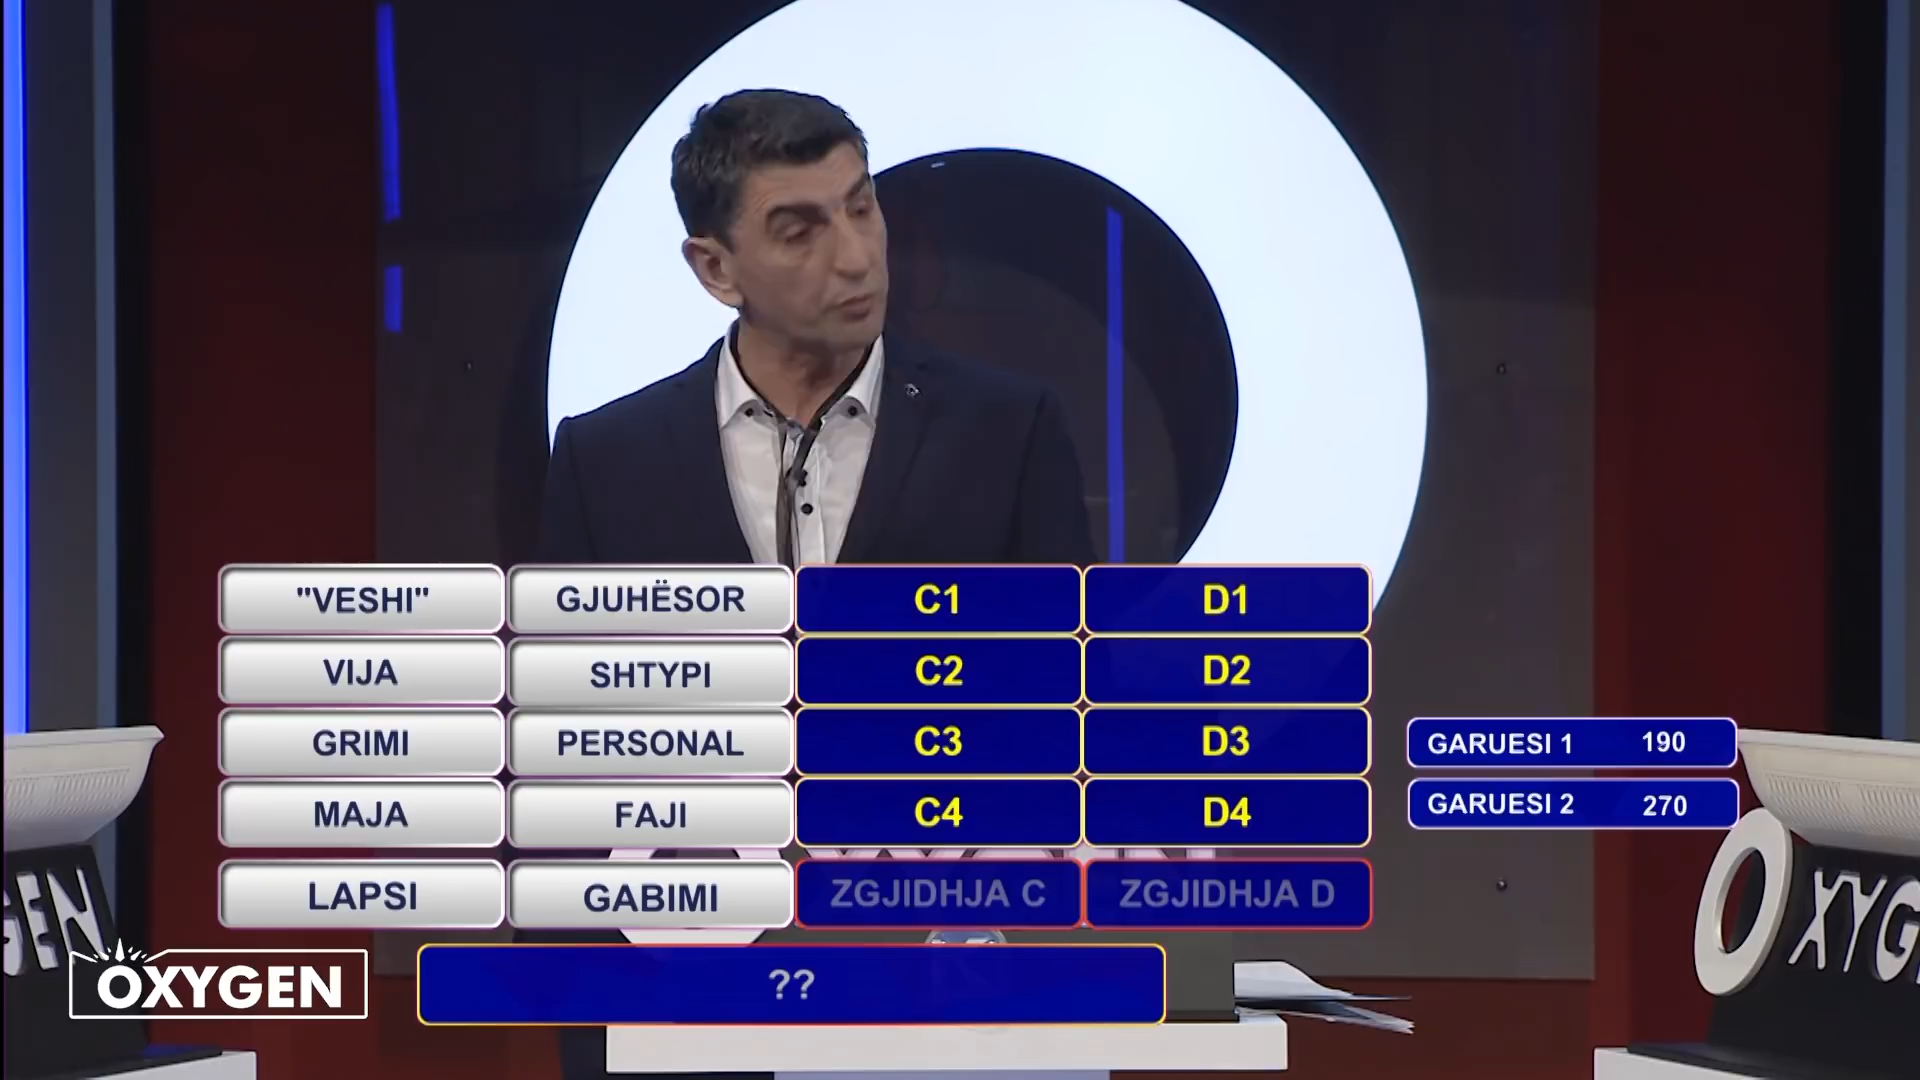 "VESHI" GJUHËSOR C1 D1
VIJA SHTYPI C2 D2
GRIMI PERSONAL C3 D3
MAJA FAJI C4 D4
LAPSI GABIMI ZGJIDHJA C ZGJIDHJA D
GARUESI 1 190
GARUESI 2 270
??
OXYGEN